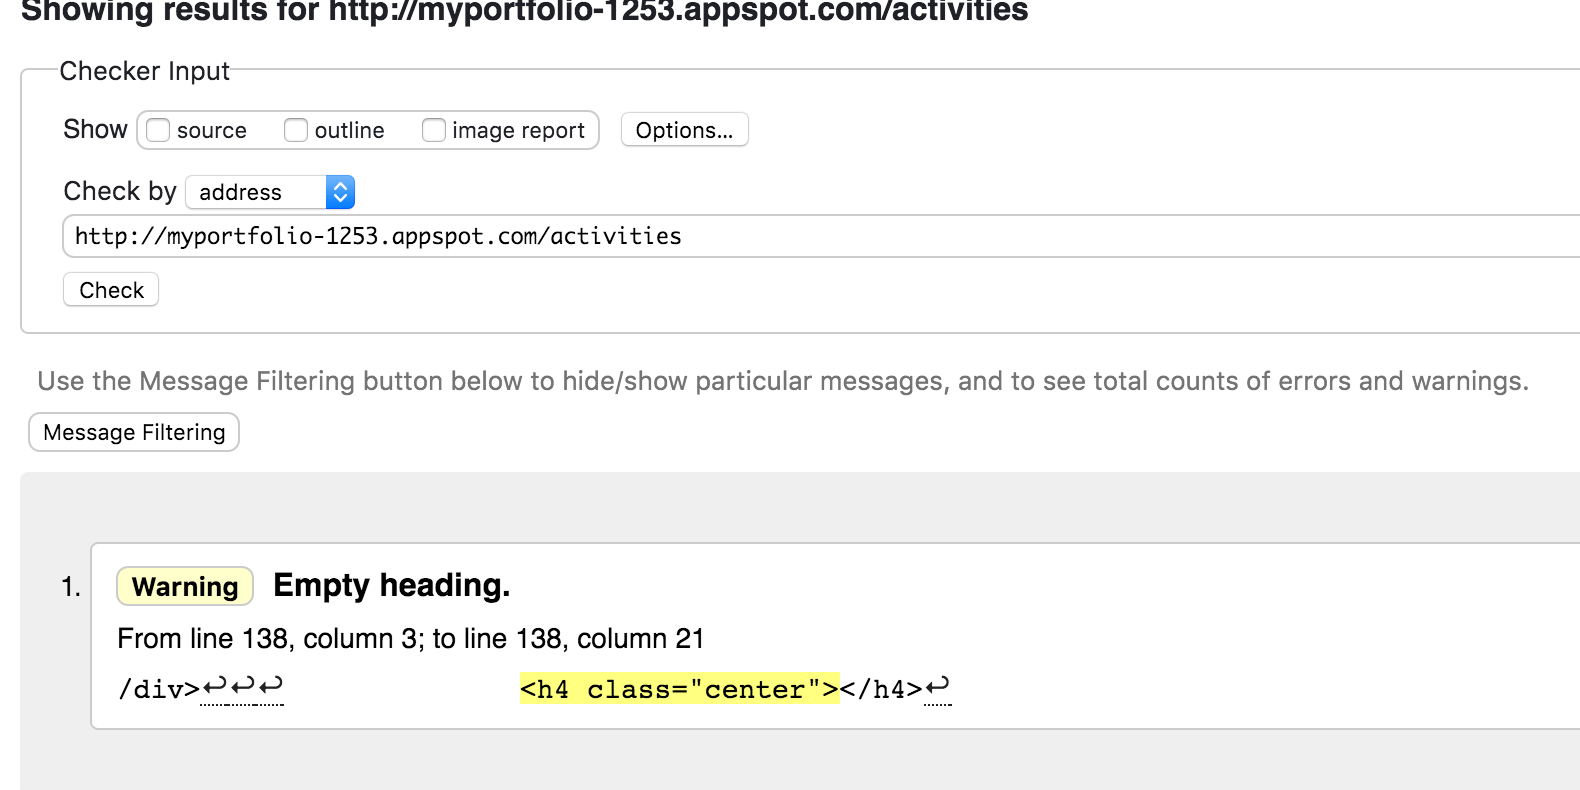 Showing results for http://myportfolio-1253.appspot.com/activities
Checker Input
Show source outline image report Options...
Check by address
http://myportfolio-1253.appspot.com/activities
Check
Use the Message Filtering button below to hide/show particular messages, and to see total counts of errors and warnings.
Message Filtering
1. Warning Empty heading.
From line 138, column 3; to line 138, column 21
/div>↩↩↩ <h4 class="center"></h4>↩